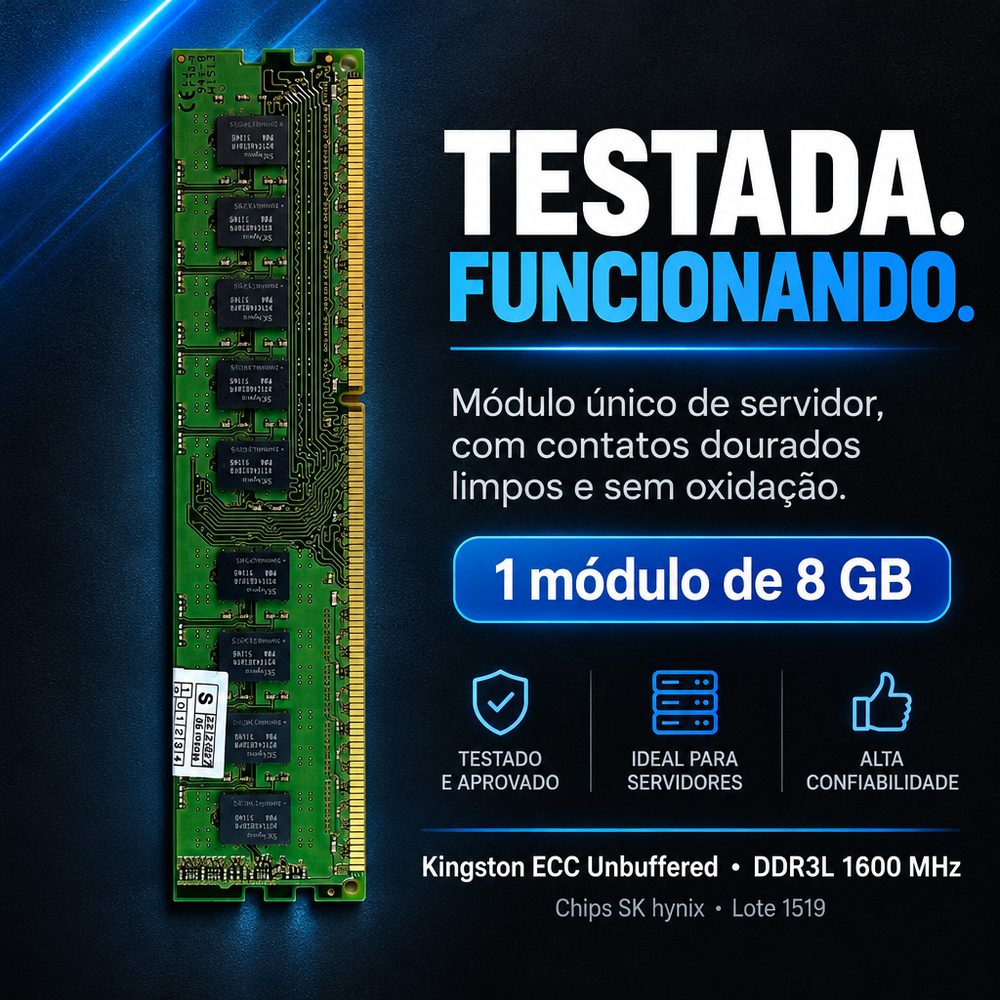 TESTADA.
FUNCIONANDO.
Módulo único de servidor,
com contatos dourados
limpos e sem oxidação.
1 módulo de 8 GB
TESTADO
E APROVADO
IDEAL PARA
SERVIDORES
ALTA
CONFIABILIDADE
Kingston ECC Unbuffered • DDR3L 1600 MHz
Chips SK hynix • Lote 1519